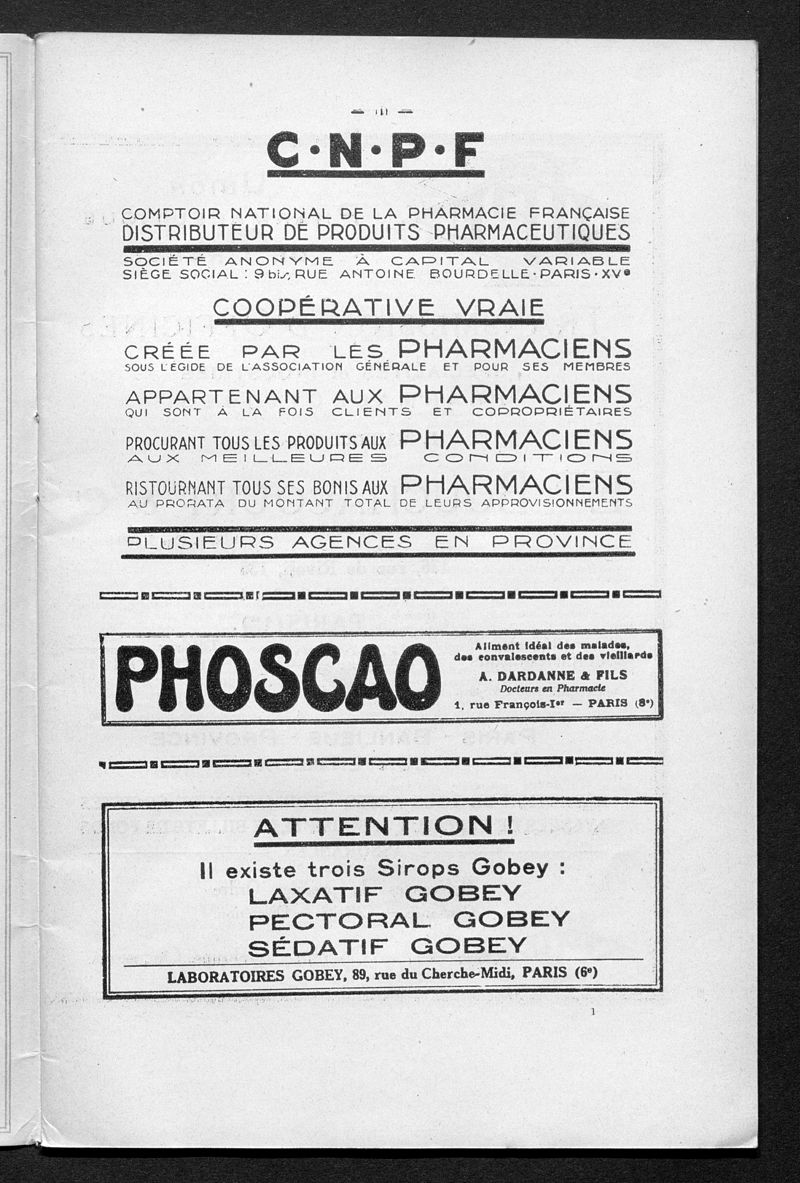 — III —
C·N·P·F
COMPTOIR NATIONAL DE LA PHARMACIE FRANÇAISE
DISTRIBUTEUR DE PRODUITS PHARMACEUTIQUES
SOCIÉTÉ ANONYME À CAPITAL VARIABLE
SIÈGE SOCIAL : 9 bis, RUE ANTOINE BOURDELLE · PARIS · XVe
COOPÉRATIVE VRAIE
CRÉÉE PAR LES PHARMACIENS
SOUS L'ÉGIDE DE L'ASSOCIATION GÉNÉRALE ET POUR SES MEMBRES
APPARTENANT AUX PHARMACIENS
QUI SONT À LA FOIS CLIENTS ET COPROPRIÉTAIRES
PROCURANT TOUS LES PRODUITS AUX PHARMACIENS
AUX MEILLEURES CONDITIONS
RISTOURNANT TOUS SES BONIS AUX PHARMACIENS
AU PRORATA DU MONTANT TOTAL DE LEURS APPROVISIONNEMENTS
PLUSIEURS AGENCES EN PROVINCE
PHOSCAO
Aliment idéal des malades,
des convalescents et des vieillards
A. DARDANNE & FILS
Docteurs en Pharmacie
1, rue François-Ier — PARIS (8e)
ATTENTION !
Il existe trois Sirops Gobey :
LAXATIF GOBEY
PECTORAL GOBEY
SÉDATIF GOBEY
LABORATOIRES GOBEY, 89, rue du Cherche-Midi, PARIS (6e)
1